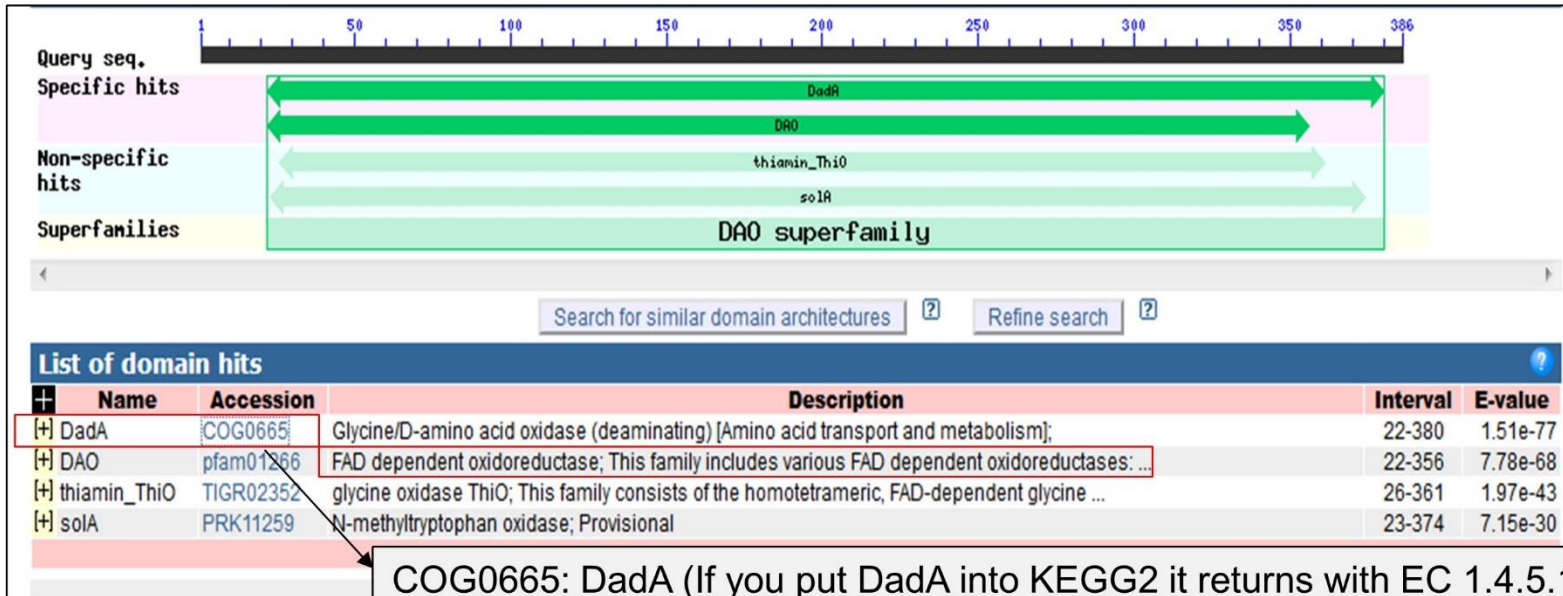 1 50 100 150 200 250 300 350 386
Query seq.
Specific hits
DadA
DAO
Non-specific
hits
thiamin_ThiO
solA
Superfamilies
DAO superfamily
Search for similar domain architectures ? Refine search ?
List of domain hits ?
+ Name Accession Description Interval E-value
[+] DadA COG0665 Glycine/D-amino acid oxidase (deaminating) [Amino acid transport and metabolism]; 22-380 1.51e-77
[+] DAO pfam01266 FAD dependent oxidoreductase; This family includes various FAD dependent oxidoreductases: ... 22-356 7.78e-68
[+] thiamin_ThiO TIGR02352 glycine oxidase ThiO; This family consists of the homotetrameric, FAD-dependent glycine ... 26-361 1.97e-43
[+] solA PRK11259 N-methyltryptophan oxidase; Provisional 23-374 7.15e-30
COG0665: DadA (If you put DadA into KEGG2 it returns with EC 1.4.5.